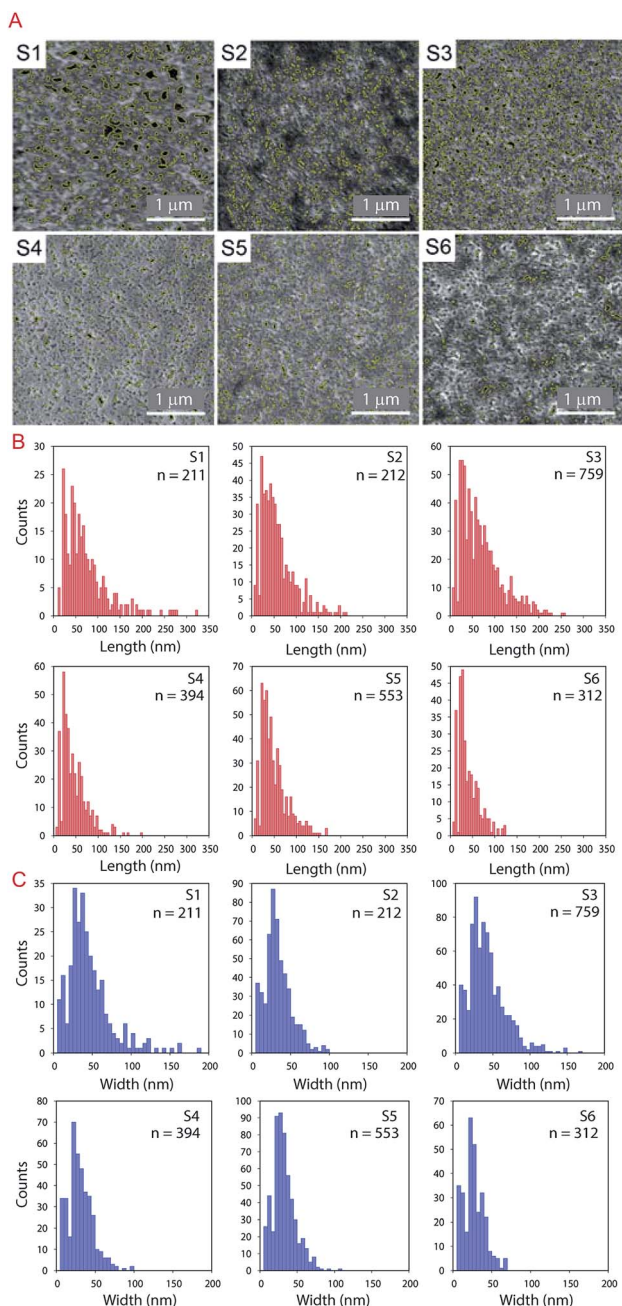 A
S1 S2 S3
1 μm 1 μm 1 μm
S4 S5 S6
1 μm 1 μm 1 μm
B
30 25 20 15 10 5 0
Counts
S1
n = 211
0 50 100 150 200 250 300 350
Length (nm)
50 45 40 35 30 25 20 15 10 5 0
S2
n = 212
0 50 100 150 200 250 300 350
Length (nm)
60 55 50 45 40 35 30 25 20 15 10 5 0
S3
n = 759
0 50 100 150 200 250 300 350
Length (nm)
60 50 40 30 20 10 0
Counts
S4
n = 394
0 50 100 150 200 250 300 350
Length (nm)
70 60 50 40 30 20 10 0
S5
n = 553
0 50 100 150 200 250 300 350
Length (nm)
50 45 40 35 30 25 20 15 10 5 0
S6
n = 312
0 50 100 150 200 250 300 350
Length (nm)
C
35 30 25 20 15 10 5 0
Counts
S1
n = 211
0 50 100 150 200
Width (nm)
90 80 70 60 50 40 30 20 10 0
S2
n = 212
0 50 100 150 200
Width (nm)
100 80 60 40 20 0
S3
n = 759
0 50 100 150 200
Width (nm)
80 70 60 50 40 30 20 10 0
Counts
S4
n = 394
0 50 100 150 200
Width (nm)
100 90 80 70 60 50 40 30 20 10 0
S5
n = 553
0 50 100 150 200
Width (nm)
70 60 50 40 30 20 10 0
S6
n = 312
0 50 100 150 200
Width (nm)